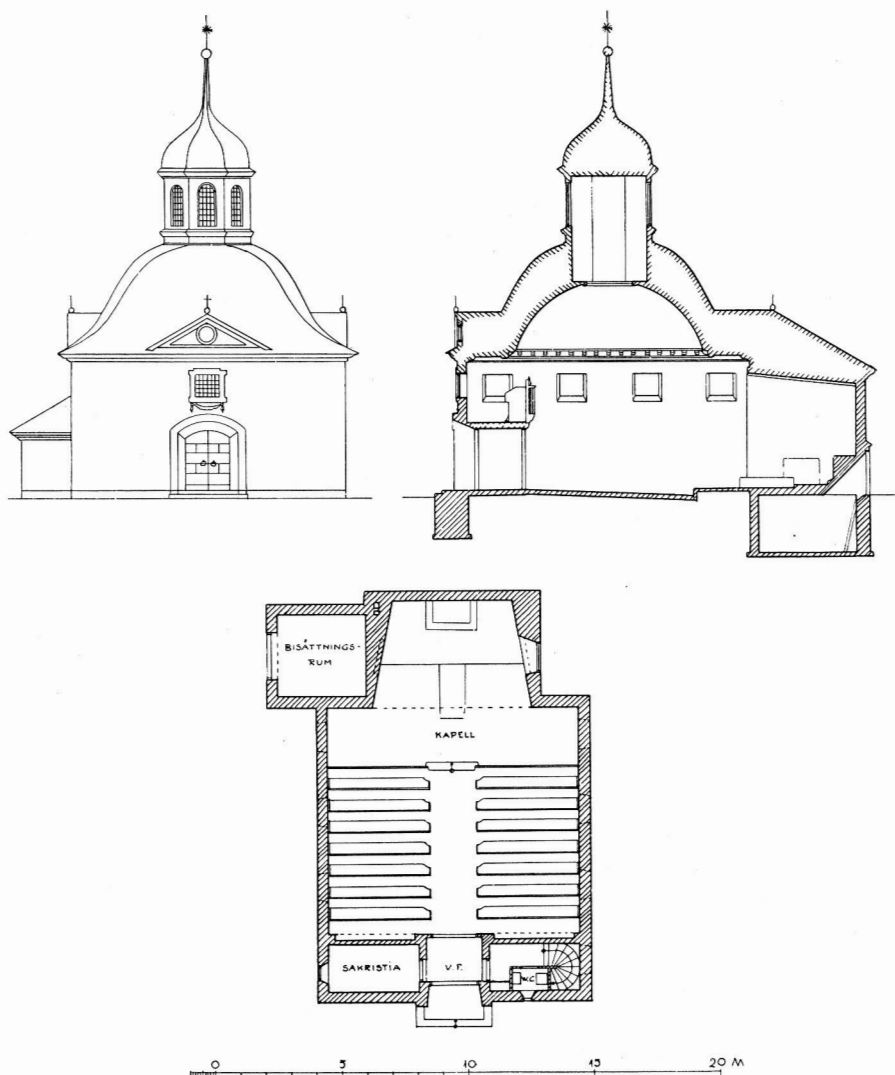 BISÄTTNINGS-
RUM
KAPELL
SAKRISTIA
V.F.
W.C
0 5 10 15 20 M